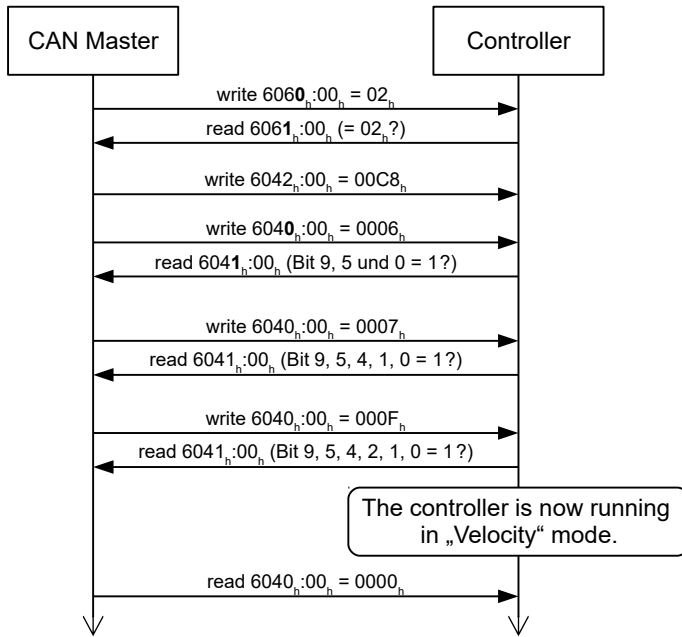 CAN Master
Controller
write 6060ₕ:00ₕ = 02ₕ
read 6061ₕ:00ₕ (= 02ₕ?)
write 6042ₕ:00ₕ = 00C8ₕ
write 6040ₕ:00ₕ = 0006ₕ
read 6041ₕ:00ₕ (Bit 9, 5 und 0 = 1?)
write 6040ₕ:00ₕ = 0007ₕ
read 6041ₕ:00ₕ (Bit 9, 5, 4, 1, 0 = 1?)
write 6040ₕ:00ₕ = 000Fₕ
read 6041ₕ:00ₕ (Bit 9, 5, 4, 2, 1, 0 = 1?)
The controller is now running
in „Velocity“ mode.
read 6040ₕ:00ₕ = 0000ₕ